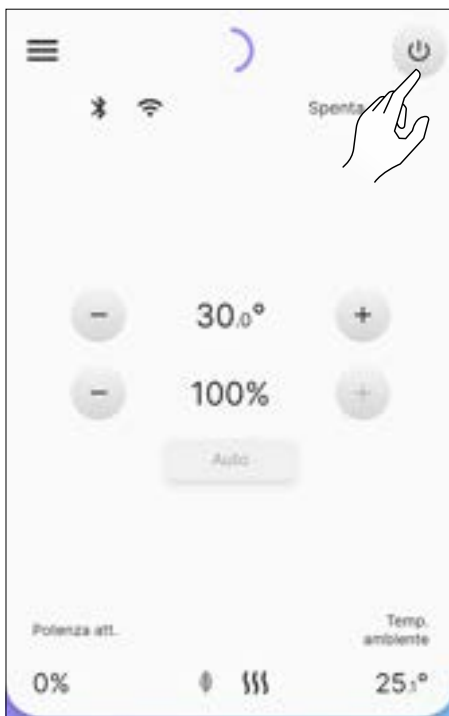 Spenta
30.0°
100%
Auto
Potenza att.
Temp.
ambiente
0%
25.1°